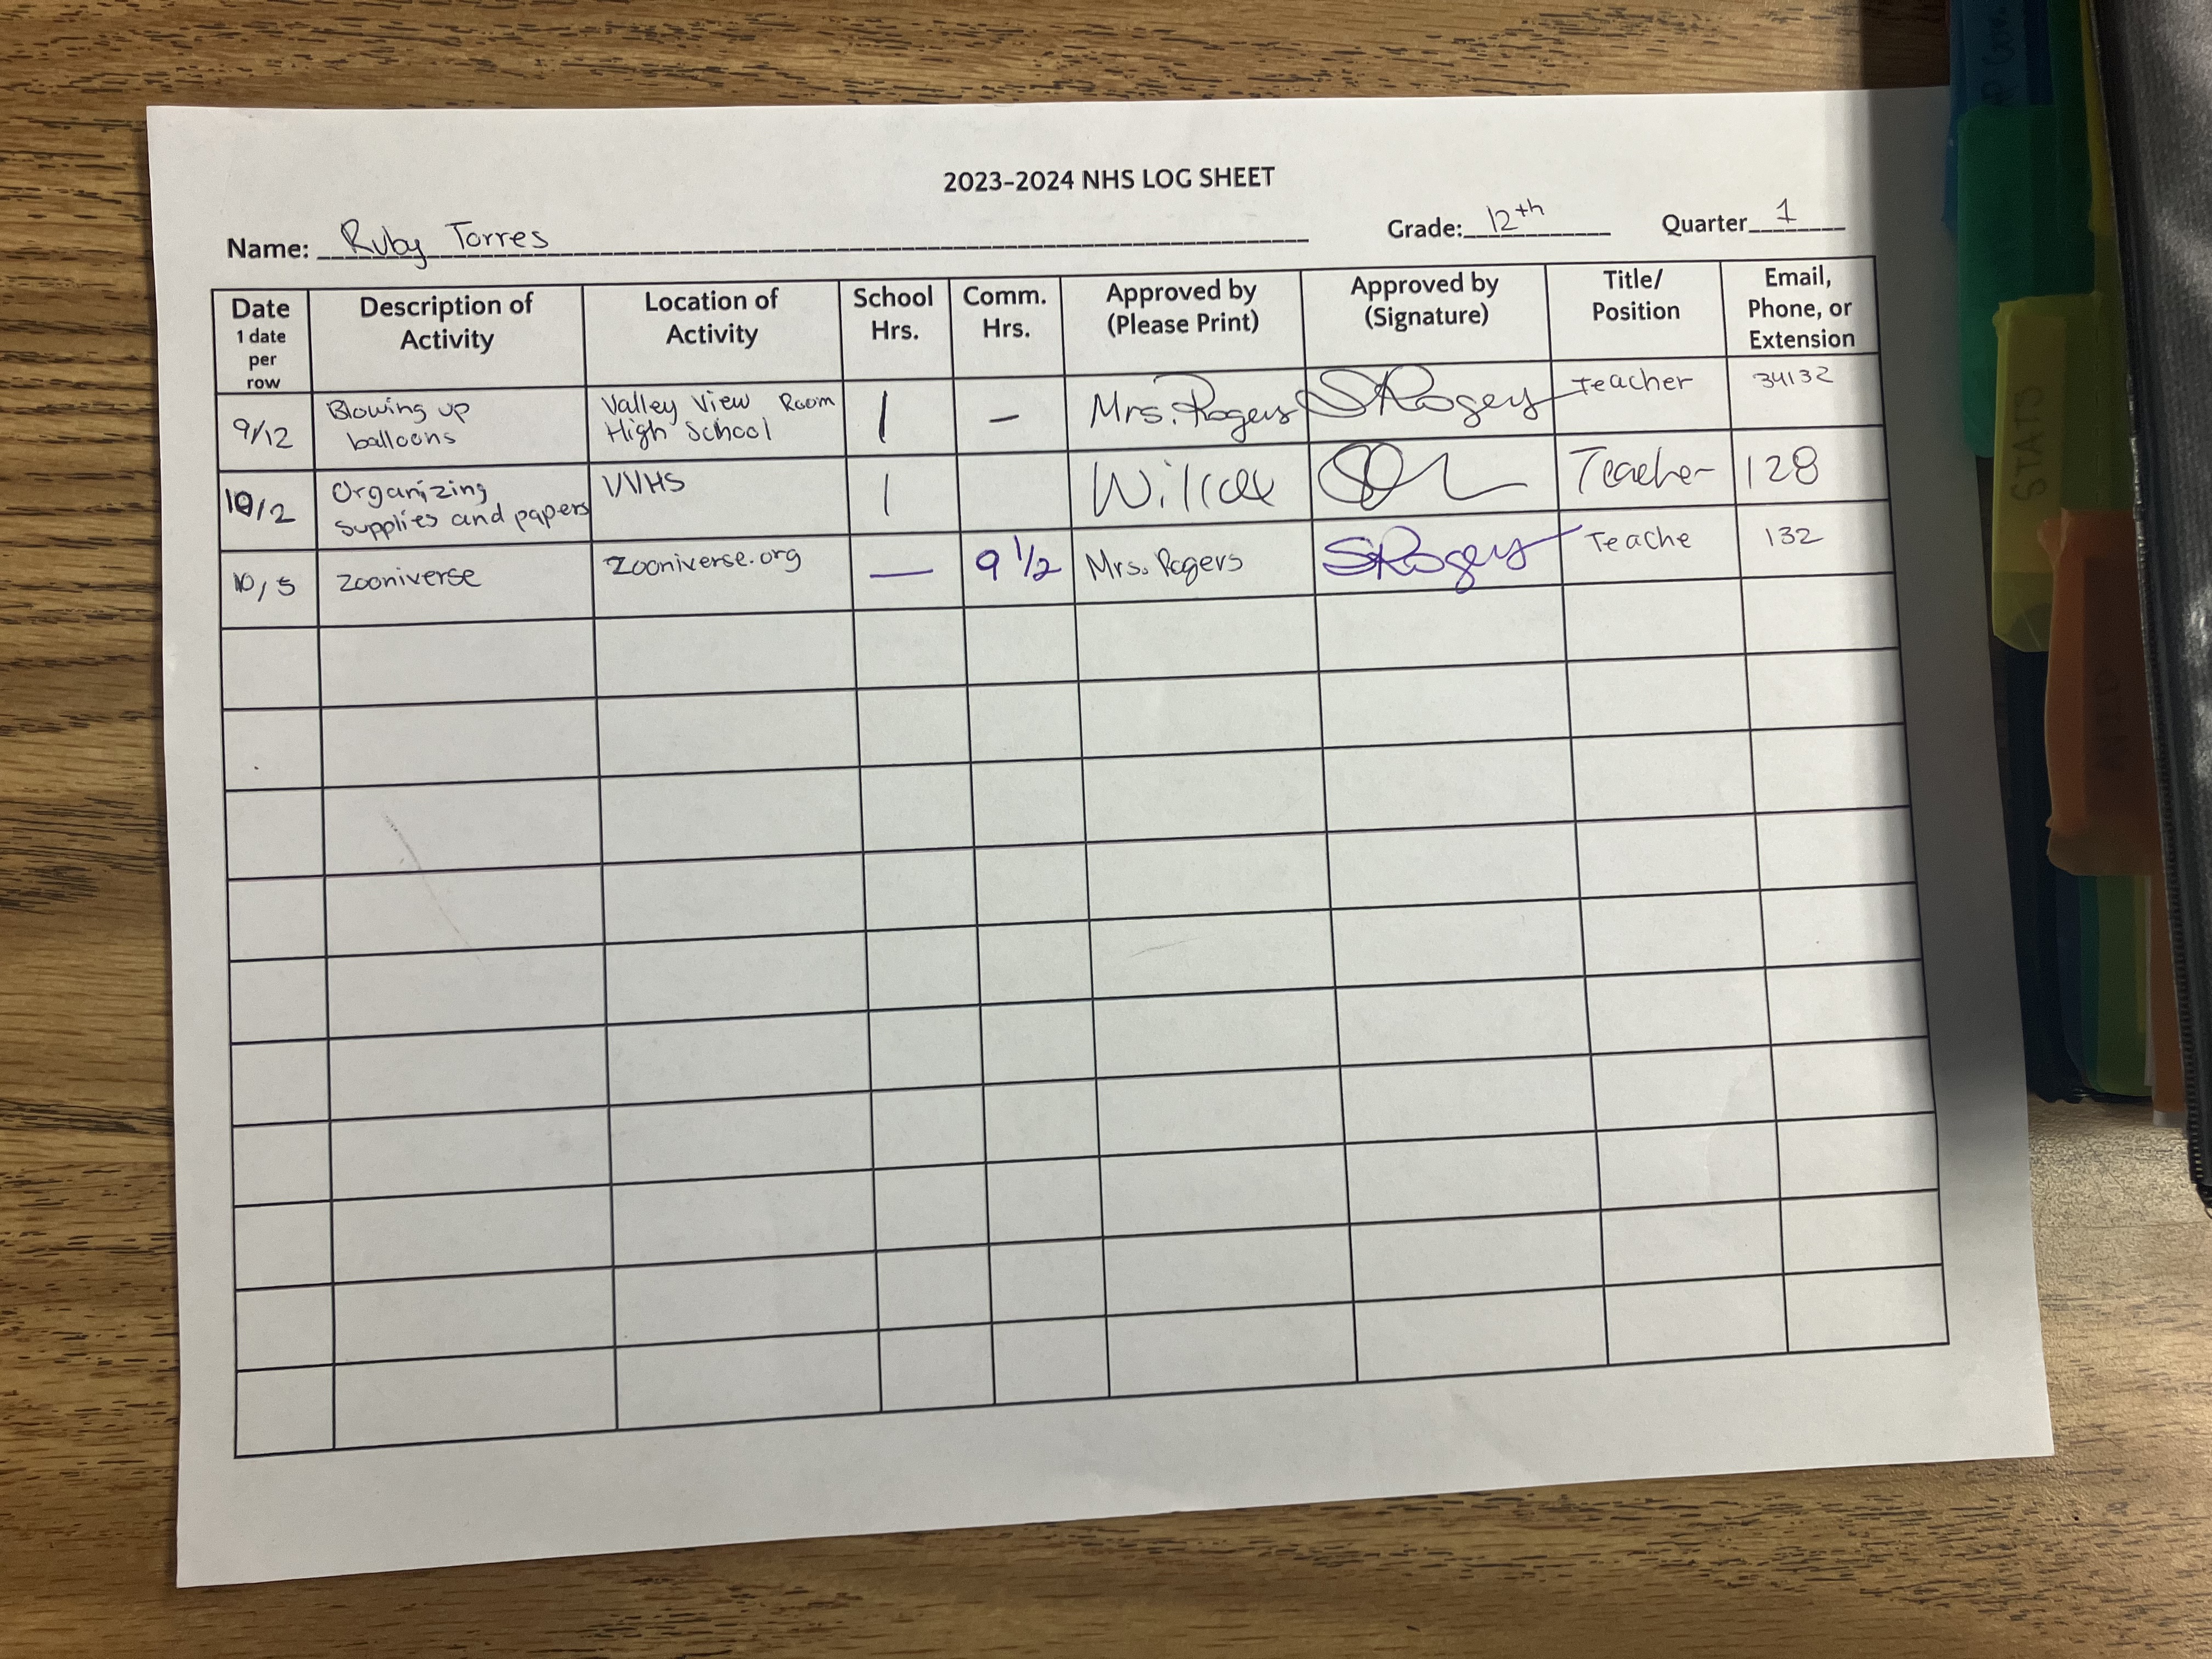 2023-2024 NHS LOG SHEET
Name: Ruby Torres Grade: 12th Quarter 1
Date
1 date
per
row
Description of
Activity
Location of
Activity
School
Hrs.
Comm.
Hrs.
Approved by
(Please Print)
Approved by
(Signature)
Title/
Position
Email,
Phone, or
Extension
9/12
Blowing up
balloons
Valley View Room
High School
1
-
Mrs. Rogers
SRogers
Teacher
34132
10/2
Organizing
supplies and papers
VVHS
1
Teacher
128
10/5
Zooniverse
Zooniverse.org
—
9 1/2
Mrs. Rogers
SRogers
Teache
132
STATS
AVID